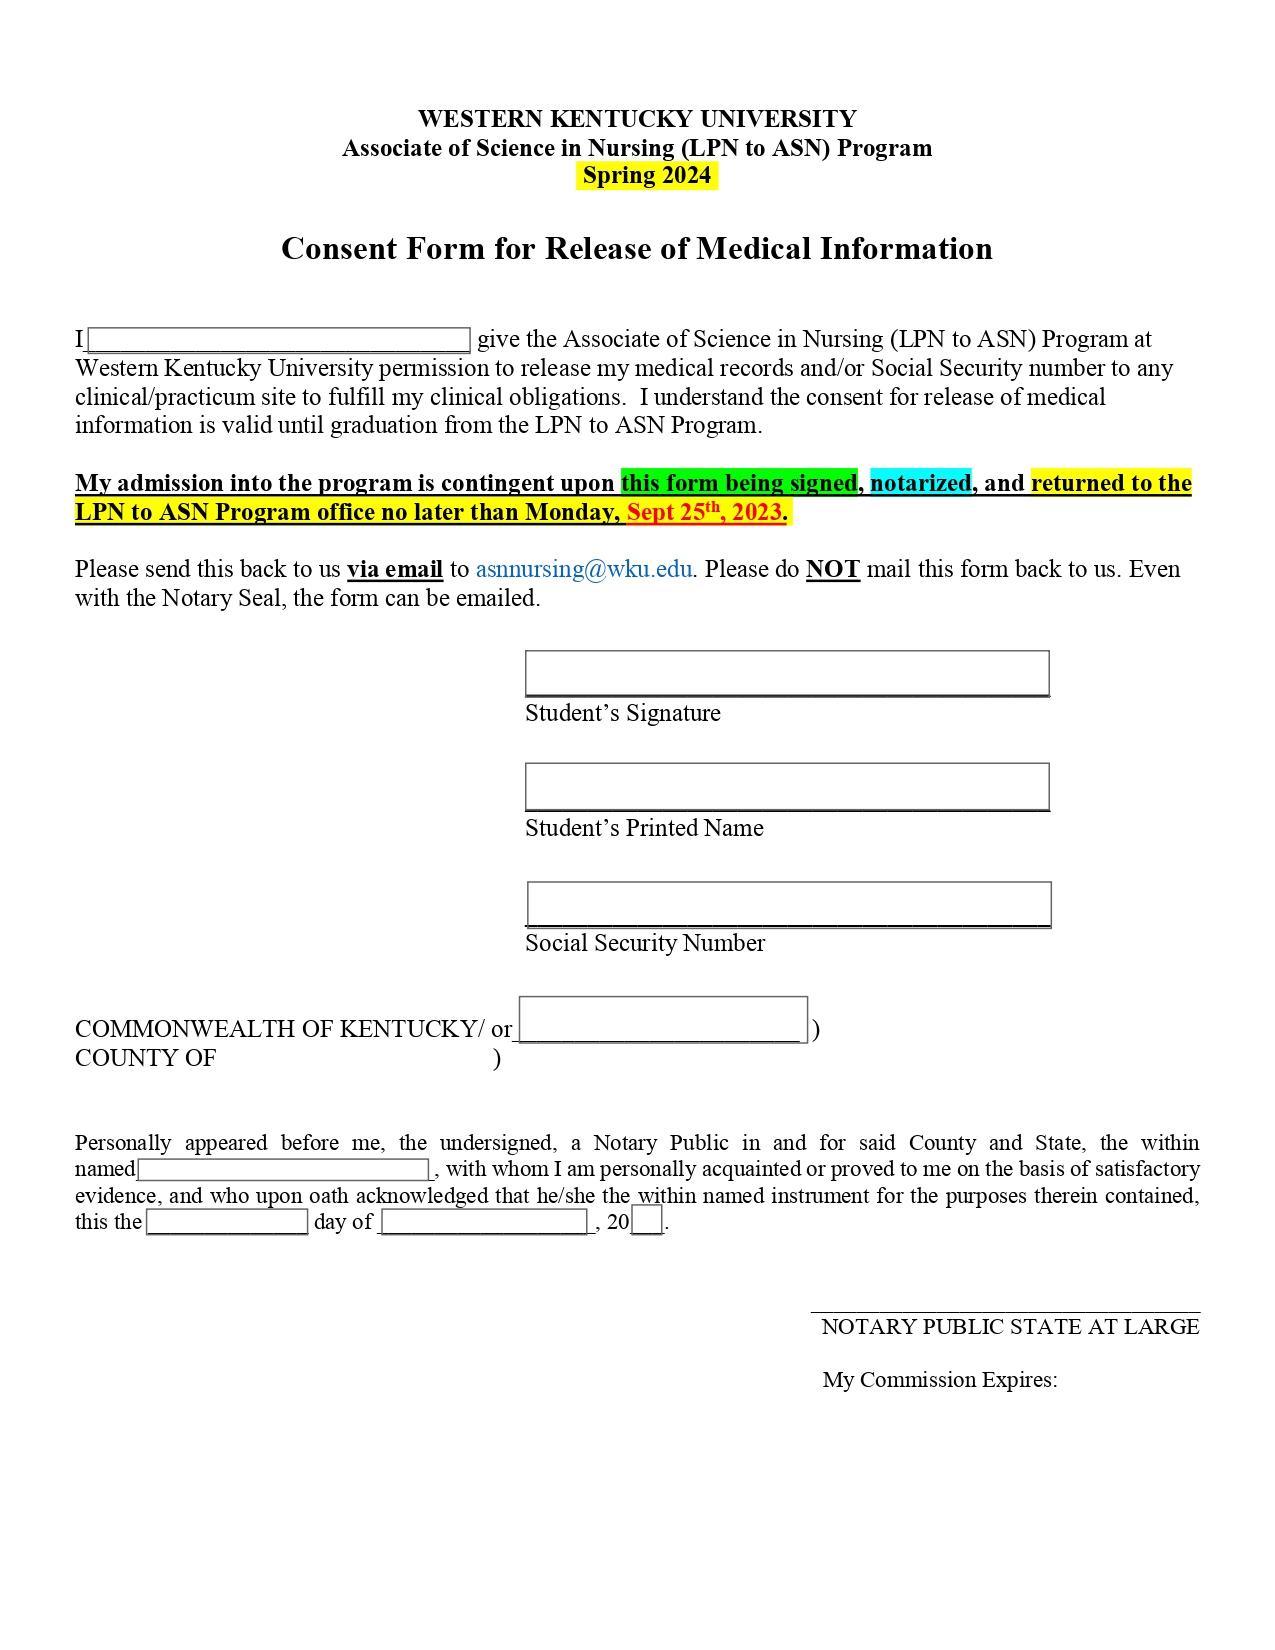 WESTERN KENTUCKY UNIVERSITY
Associate of Science in Nursing (LPN to ASN) Program
Spring 2024
Consent Form for Release of Medical Information
I give the Associate of Science in Nursing (LPN to ASN) Program at
Western Kentucky University permission to release my medical records and/or Social Security number to any
clinical/practicum site to fulfill my clinical obligations.  I understand the consent for release of medical
information is valid until graduation from the LPN to ASN Program.
My admission into the program is contingent upon this form being signed, notarized, and returned to the
LPN to ASN Program office no later than Monday, Sept 25th, 2023.
Please send this back to us via email to asnnursing@wku.edu. Please do NOT mail this form back to us. Even
with the Notary Seal, the form can be emailed.
Student’s Signature
Student’s Printed Name
Social Security Number
COMMONWEALTH OF KENTUCKY/ or )
COUNTY OF )
Personally appeared before me, the undersigned, a Notary Public in and for said County and State, the within
named , with whom I am personally acquainted or proved to me on the basis of satisfactory
evidence, and who upon oath acknowledged that he/she the within named instrument for the purposes therein contained,
this the day of , 20 .
NOTARY PUBLIC STATE AT LARGE
My Commission Expires: